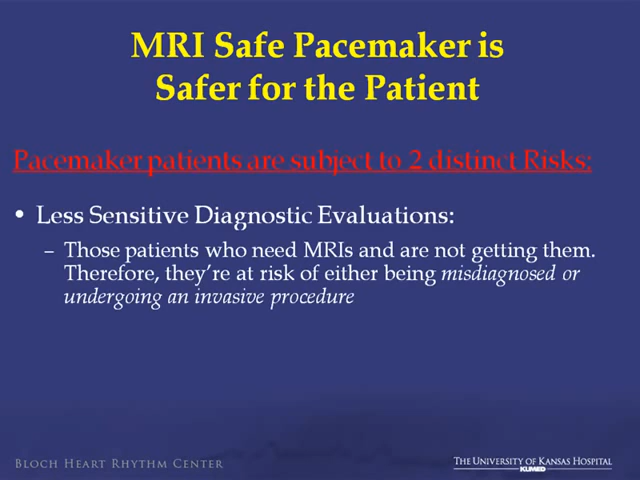 MRI Safe Pacemaker is
Safer for the Patient
Pacemaker patients are subject to 2 distinct Risks:
• Less Sensitive Diagnostic Evaluations:
– Those patients who need MRIs and are not getting them.
Therefore, they're at risk of either being misdiagnosed or
undergoing an invasive procedure
BLOCH HEART RHYTHM CENTER
THE UNIVERSITY OF KANSAS HOSPITAL
KUMED